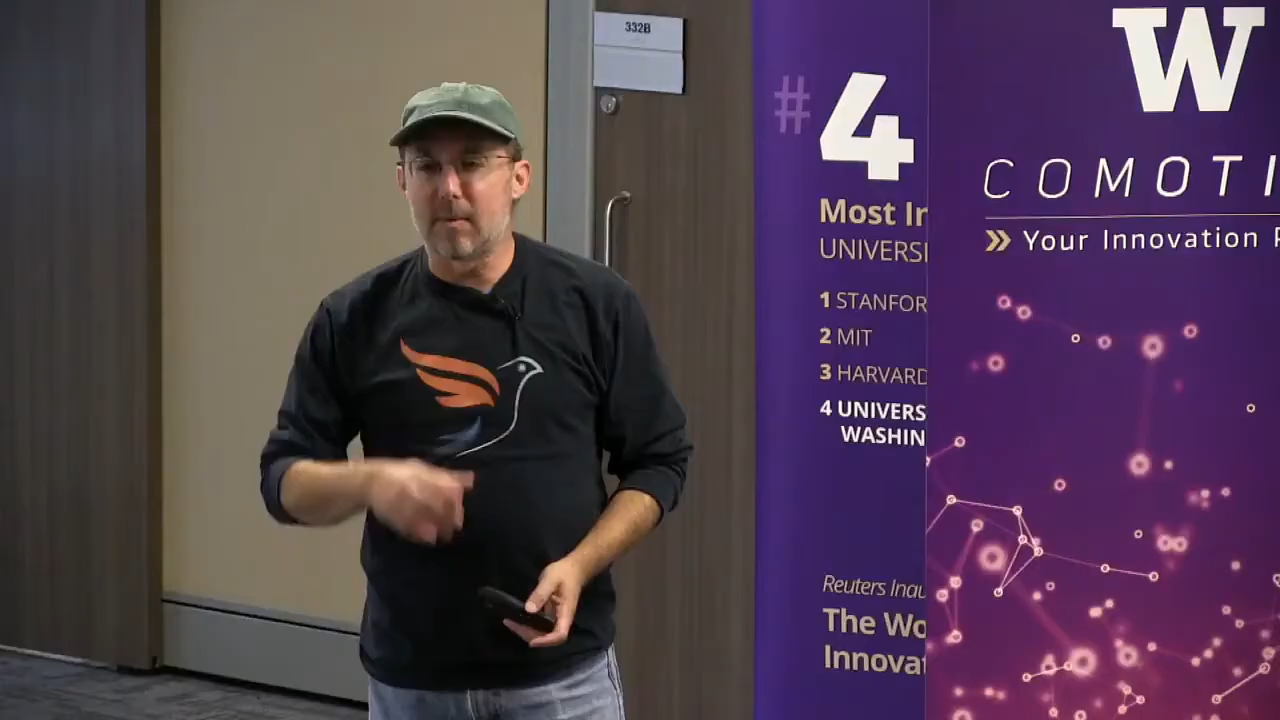 332B
#4
Most In
UNIVERSI
1 STANFOR
2 MIT
3 HARVARD
4 UNIVERS
WASHIN
Reuters Inau
The Wo
Innovat
W
COMOTI
Your Innovation P